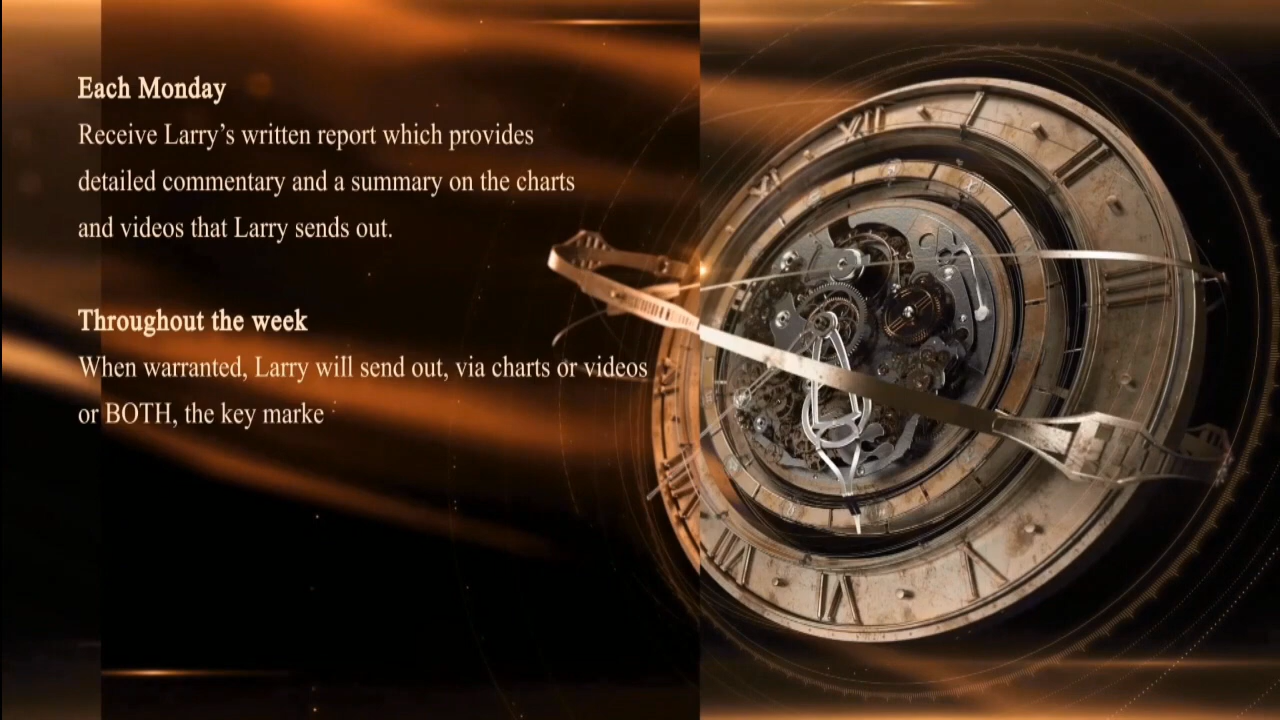 Each Monday
Receive Larry’s written report which provides
detailed commentary and a summary on the charts
and videos that Larry sends out.
Throughout the week
When warranted, Larry will send out, via charts or videos
or BOTH, the key marke